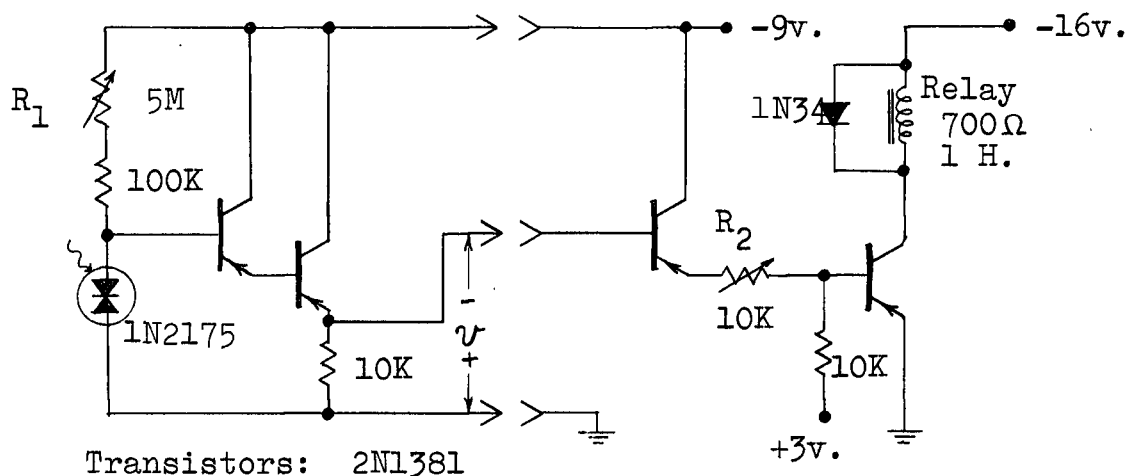 -9v.
-16v.
R1
5M
1N34
Relay
700Ω
1 H.
100K
R2
1N2175
- v +
10K
10K
10K
+3v.
Transistors: 2N1381